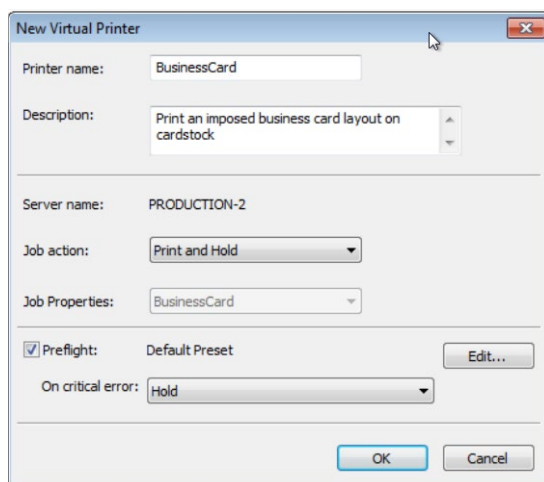 New Virtual Printer
Printer name: BusinessCard
Description: Print an imposed business card layout on
cardstock
Server name: PRODUCTION-2
Job action: Print and Hold
Job Properties: BusinessCard
Preflight: Default Preset Edit...
On critical error: Hold
OK Cancel